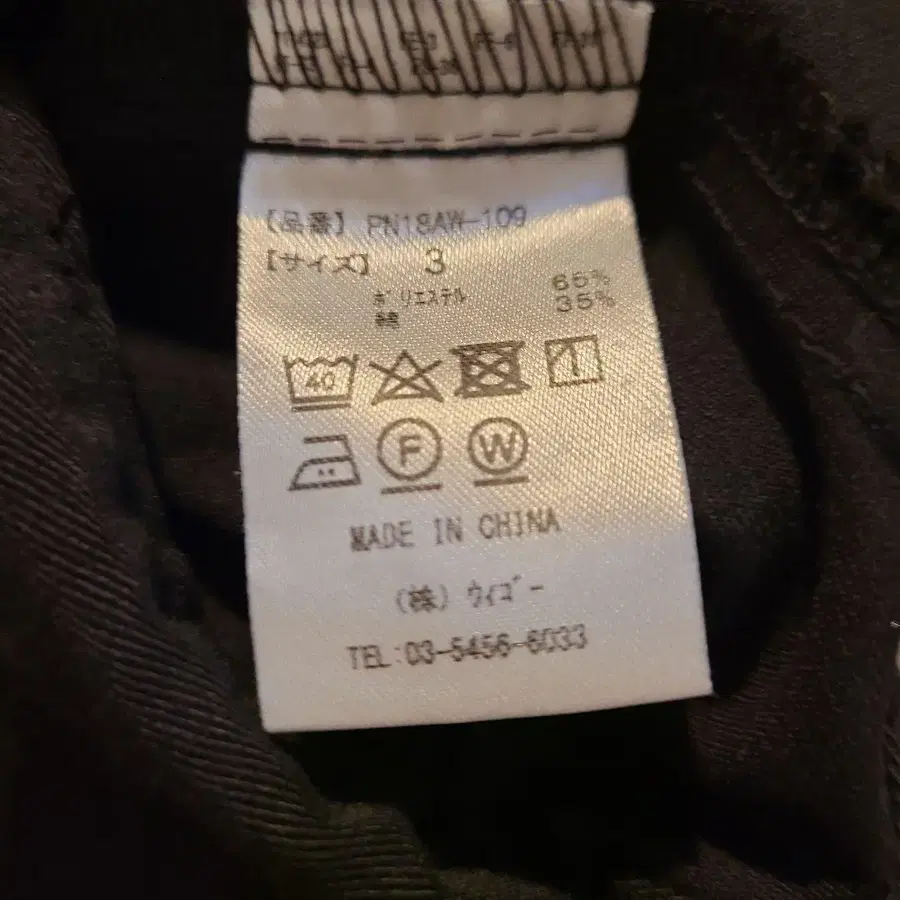 【品番】 PN18AW-109
【サイズ】 3
ポリエステル 65%
綿 35%
40
F W
MADE IN CHINA
(株) ウィゴー
TEL:03-5456-6033